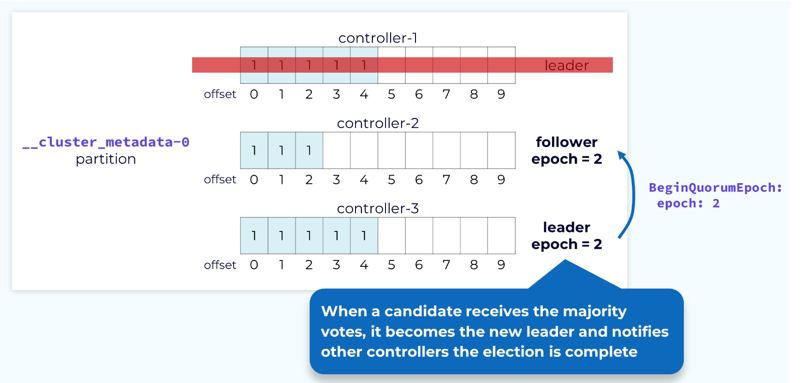 controller-1
1 1 1 1 1 leader
offset 0 1 2 3 4 5 6 7 8 9
controller-2
__cluster_metadata-0
partition
1 1 1
follower
epoch = 2
offset 0 1 2 3 4 5 6 7 8 9
BeginQuorumEpoch:
epoch: 2
controller-3
1 1 1 1 1
leader
epoch = 2
offset 0 1 2 3 4 5 6 7 8 9
When a candidate receives the majority
votes, it becomes the new leader and notifies
other controllers the election is complete